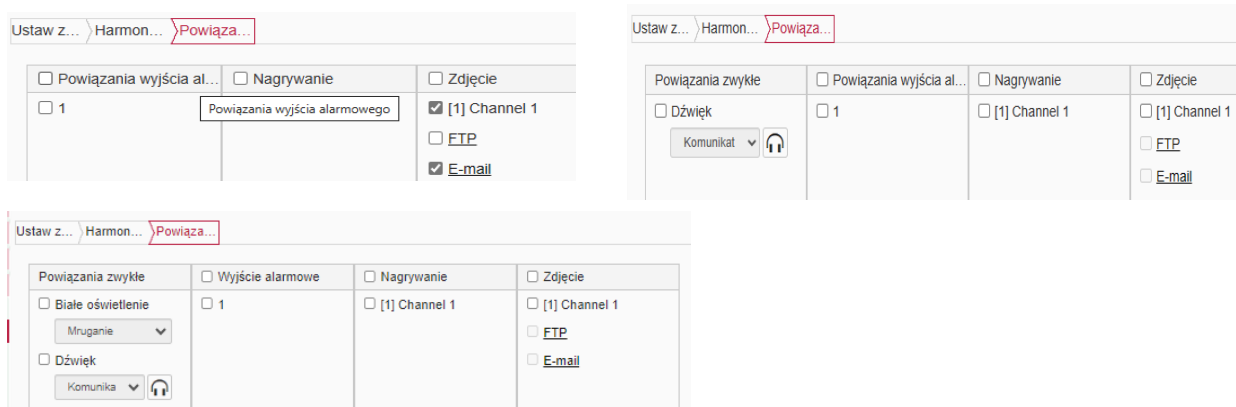 Ustaw z... Harmon... Powiąza...
Powiązania wyjścia al... Nagrywanie Zdjęcie
1 [1] Channel 1
Powiązania wyjścia alarmowego
FTP
E-mail
Ustaw z... Harmon... Powiąza...
Powiązania zwykłe Powiązania wyjścia al... Nagrywanie Zdjęcie
Dźwięk 1 [1] Channel 1 [1] Channel 1
Komunikat FTP
E-mail
Ustaw z... Harmon... Powiąza...
Powiązania zwykłe Wyjście alarmowe Nagrywanie Zdjęcie
Białe oświetlenie 1 [1] Channel 1 [1] Channel 1
Mruganie FTP
Dźwięk E-mail
Komunika